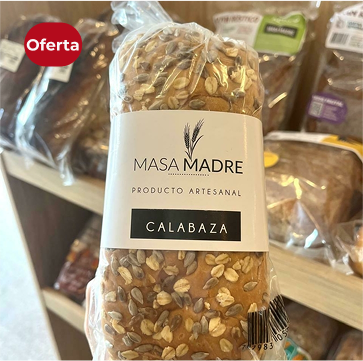 Oferta
MASA MADRE
PRODUCTO ARTESANAL
CALABAZA